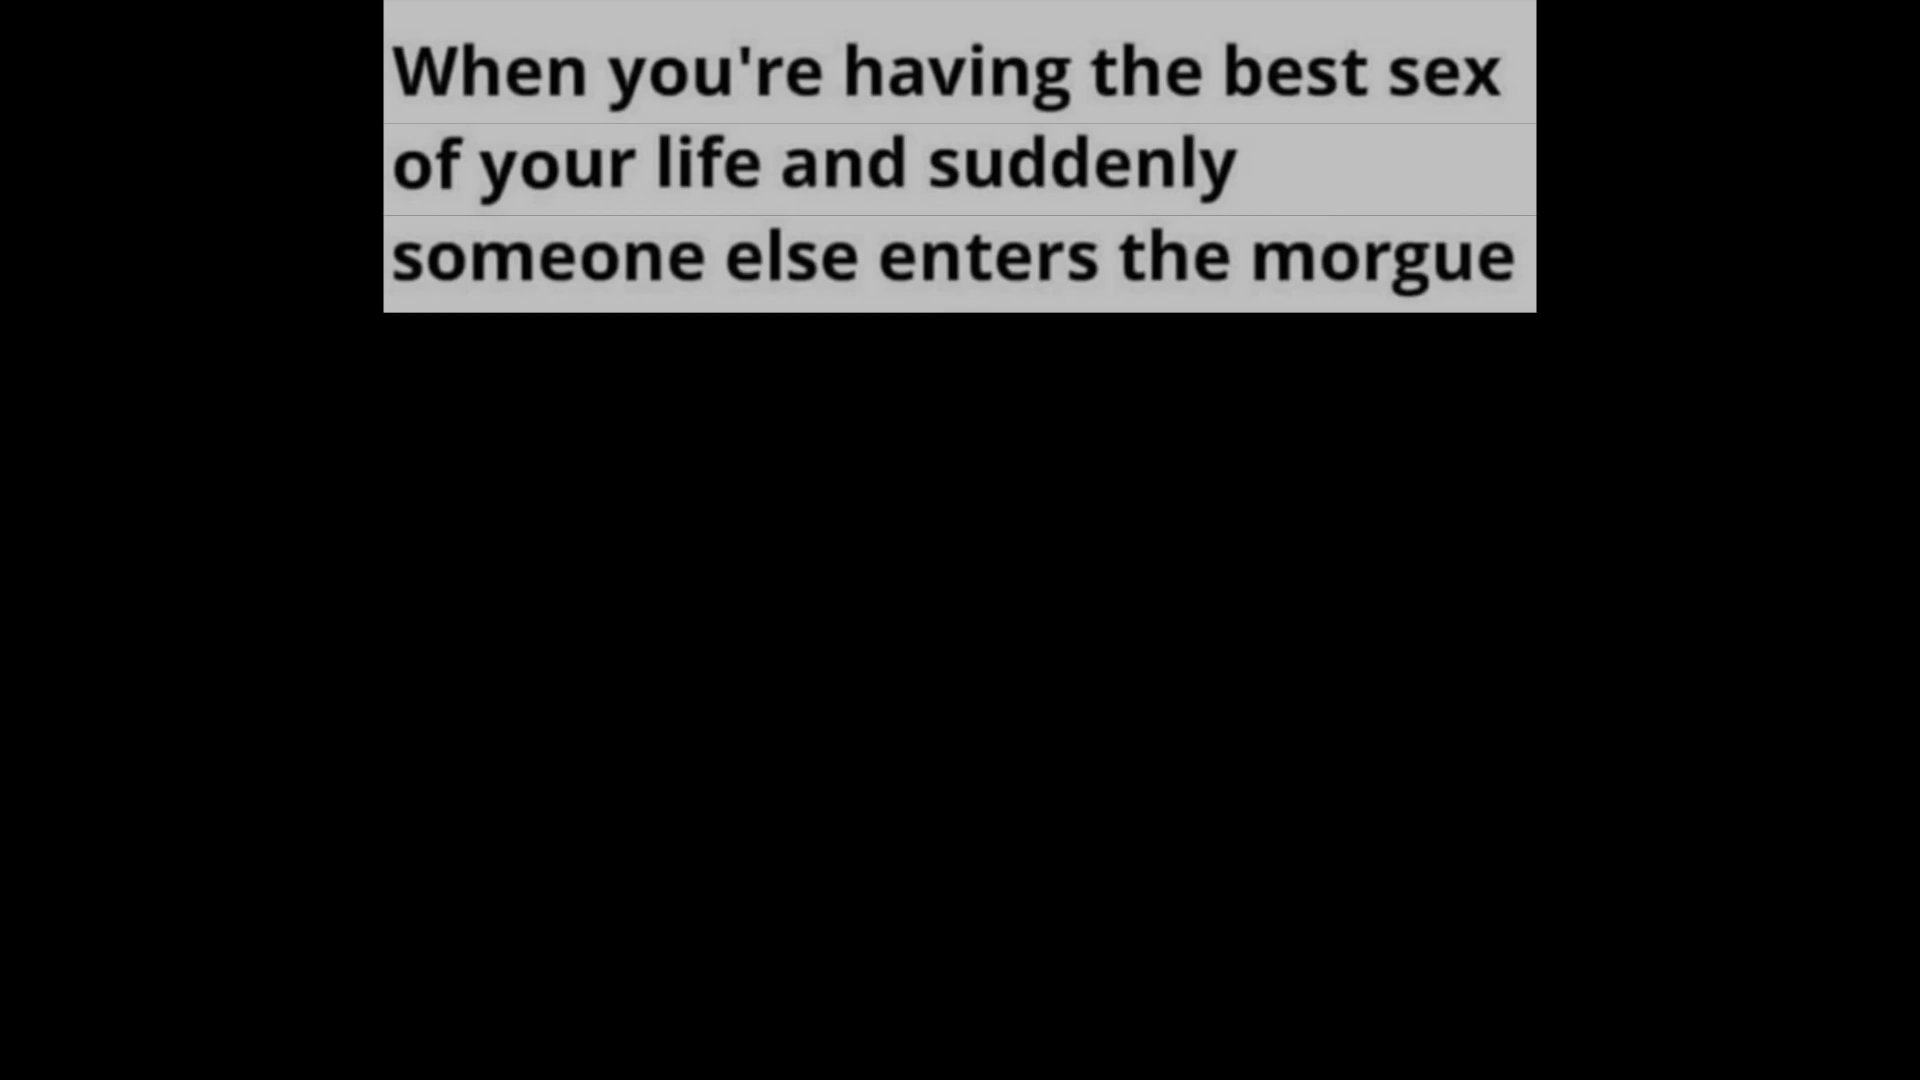 When you're having the best sex
of your life and suddenly
someone else enters the morgue